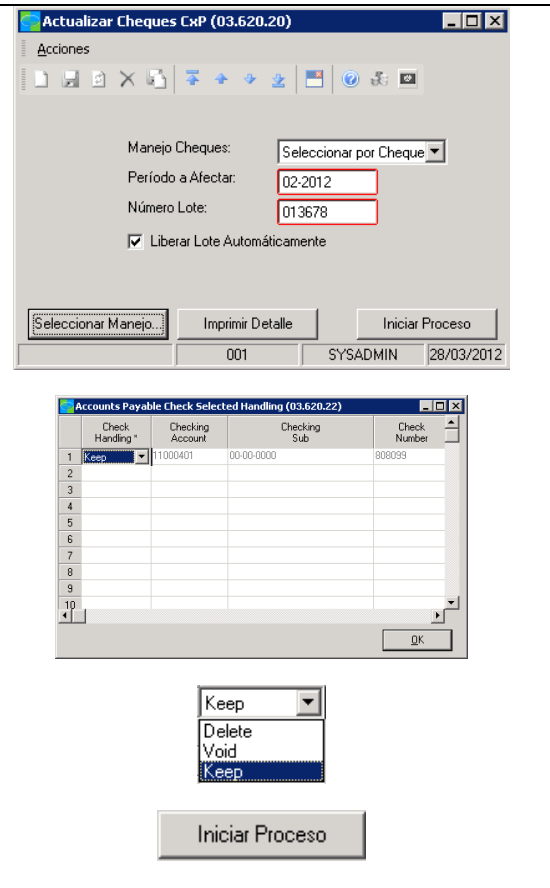 Actualizar Cheques CxP (03.620.20)
Acciones
Manejo Cheques: Seleccionar por Cheque
Período a Afectar: 02-2012
Número Lote: 013678
Liberar Lote Automáticamente
Seleccionar Manejo... Imprimir Detalle Iniciar Proceso
001 SYSADMIN 28/03/2012
Accounts Payable Check Selected Handling (03.620.22)
Check Handling * Checking Account Checking Sub Check Number
1 Keep 11000401 00-00-0000 808099
2
3
4
5
6
7
8
9
10
OK
Keep
Delete
Void
Keep
Iniciar Proceso